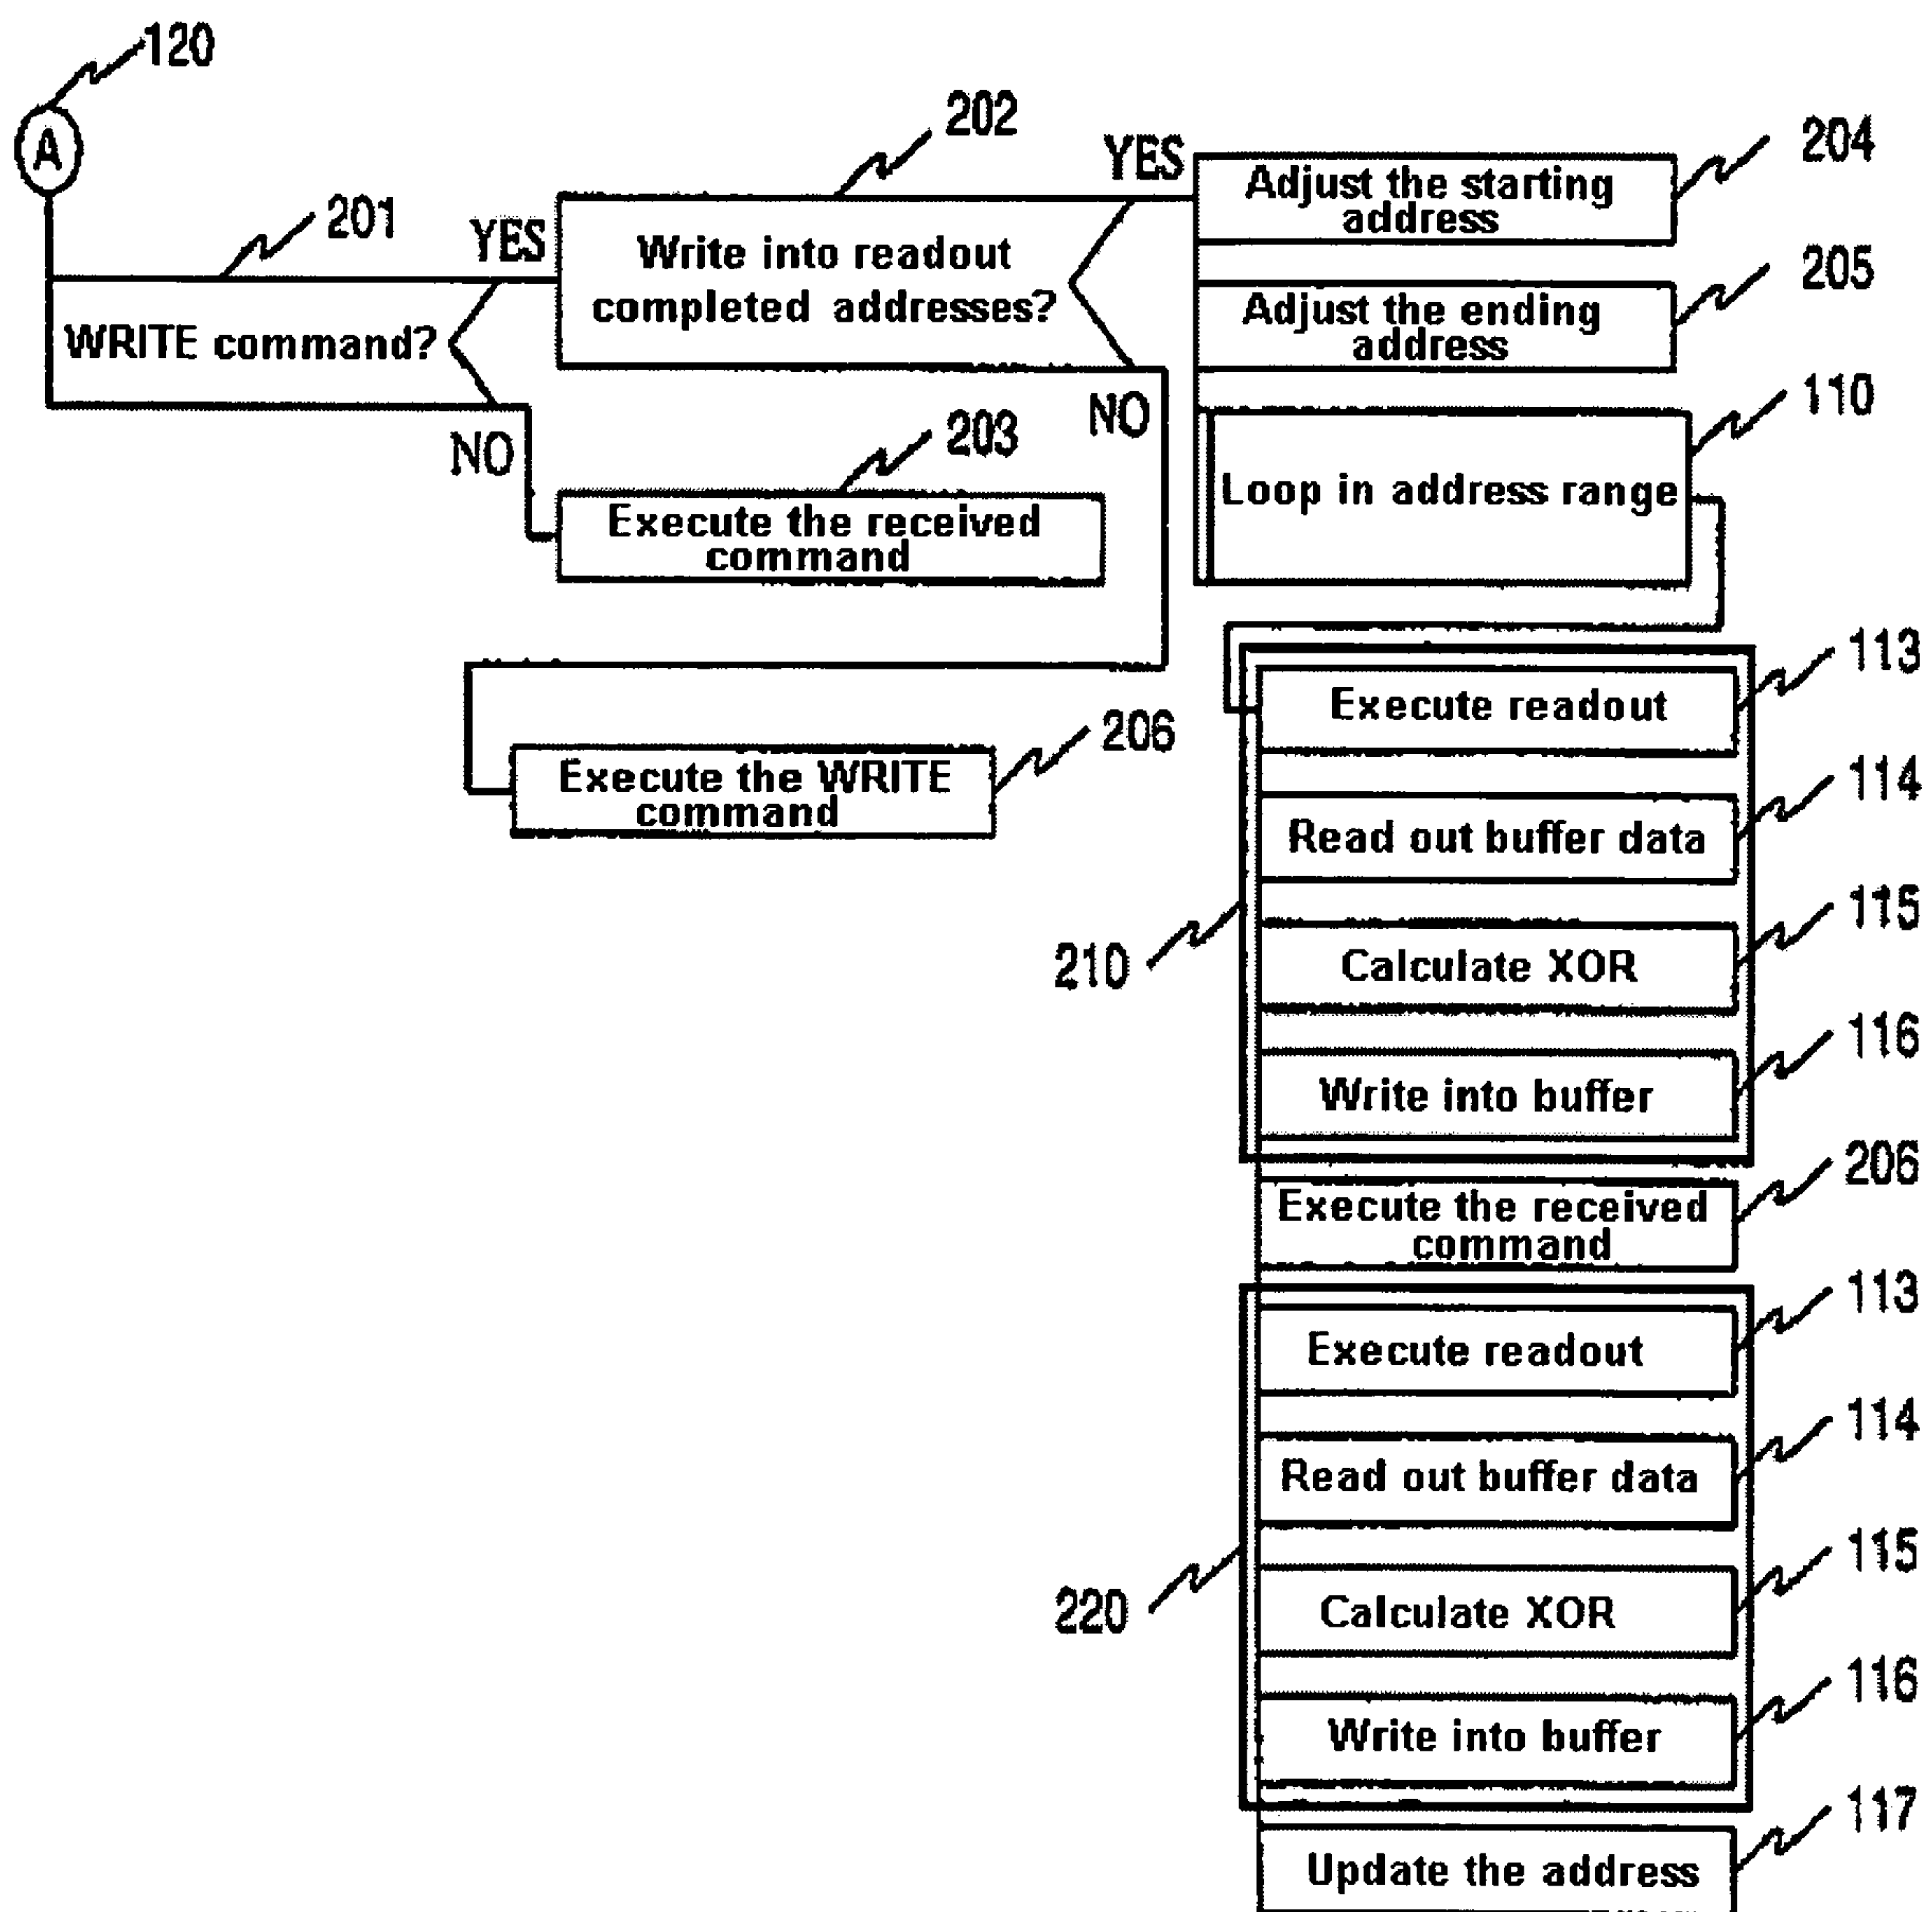 120
A
202
YES
204
Adjust the starting
address
201
YES
Write into readout
completed addresses?
205
Adjust the ending
address
WRITE command?
NO
203
NO
110
Loop in address range
Execute the received
command
113
Execute readout
206
Execute the WRITE
command
114
Read out buffer data
115
210
Calculate XOR
116
Write into buffer
206
Execute the received
command
113
Execute readout
114
Read out buffer data
115
220
Calculate XOR
116
Write into buffer
117
Update the address